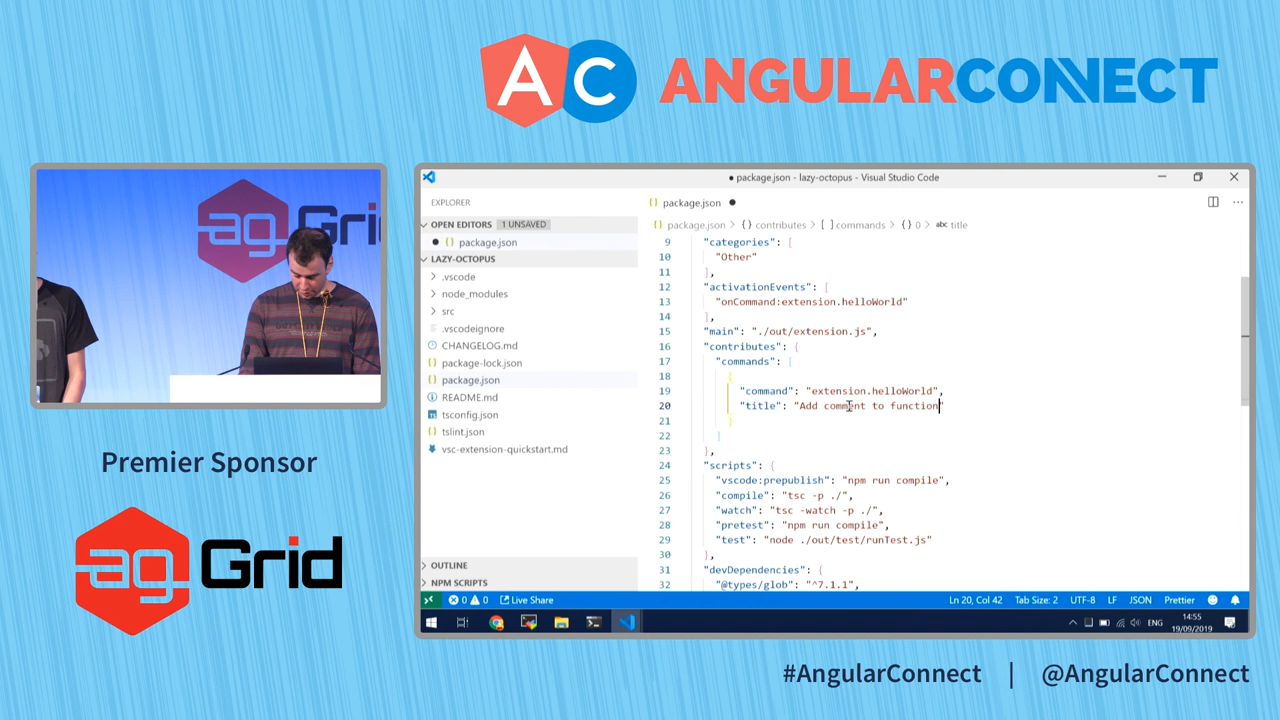 AC ANGULARCONNECT
ag Gri
Premier Sponsor
ag Grid
● package.json - lazy-octopus - Visual Studio Code
EXPLORER
OPEN EDITORS 1 UNSAVED
● {} package.json
LAZY-OCTOPUS
.vscode
node_modules
src
.vscodeignore
CHANGELOG.md
{} package-lock.json
{} package.json
README.md
tsconfig.json
{} tslint.json
vsc-extension-quickstart.md
OUTLINE
NPM SCRIPTS
{} package.json ●
{} package.json > {} contributes > [ ] commands > {} 0 > abc title
9 "categories": [
10 "Other"
11 ],
12 "activationEvents": [
13 "onCommand:extension.helloWorld"
14 ],
15 "main": "./out/extension.js",
16 "contributes": {
17 "commands": [
18 {
19 "command": "extension.helloWorld",
20 "title": "Add comment to function"
21 }
22 ]
23 },
24 "scripts": {
25 "vscode:prepublish": "npm run compile",
26 "compile": "tsc -p ./",
27 "watch": "tsc -watch -p ./",
28 "pretest": "npm run compile",
29 "test": "node ./out/test/runTest.js"
30 },
31 "devDependencies": {
32 "@types/glob": "^7.1.1",
0 0 Live Share Ln 20, Col 42 Tab Size: 2 UTF-8 LF JSON Prettier
ENG 14:55
19/09/2019
#AngularConnect | @AngularConnect